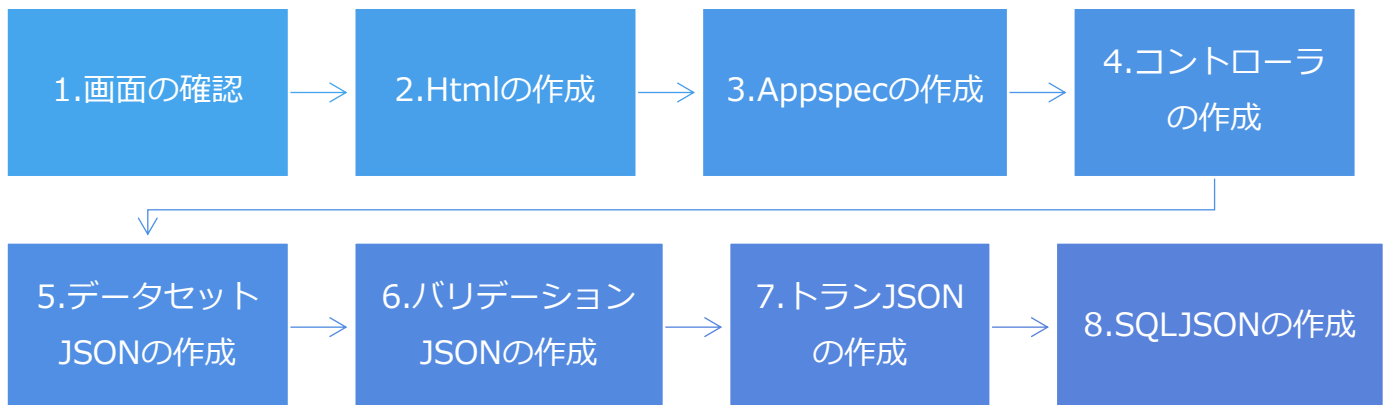 1.画面の確認
2.Htmlの作成
3.Appspecの作成
4.コントローラ
の作成
5.データセット
JSONの作成
6.バリデーション
JSONの作成
7.トランJSON
の作成
8.SQLJSONの作成